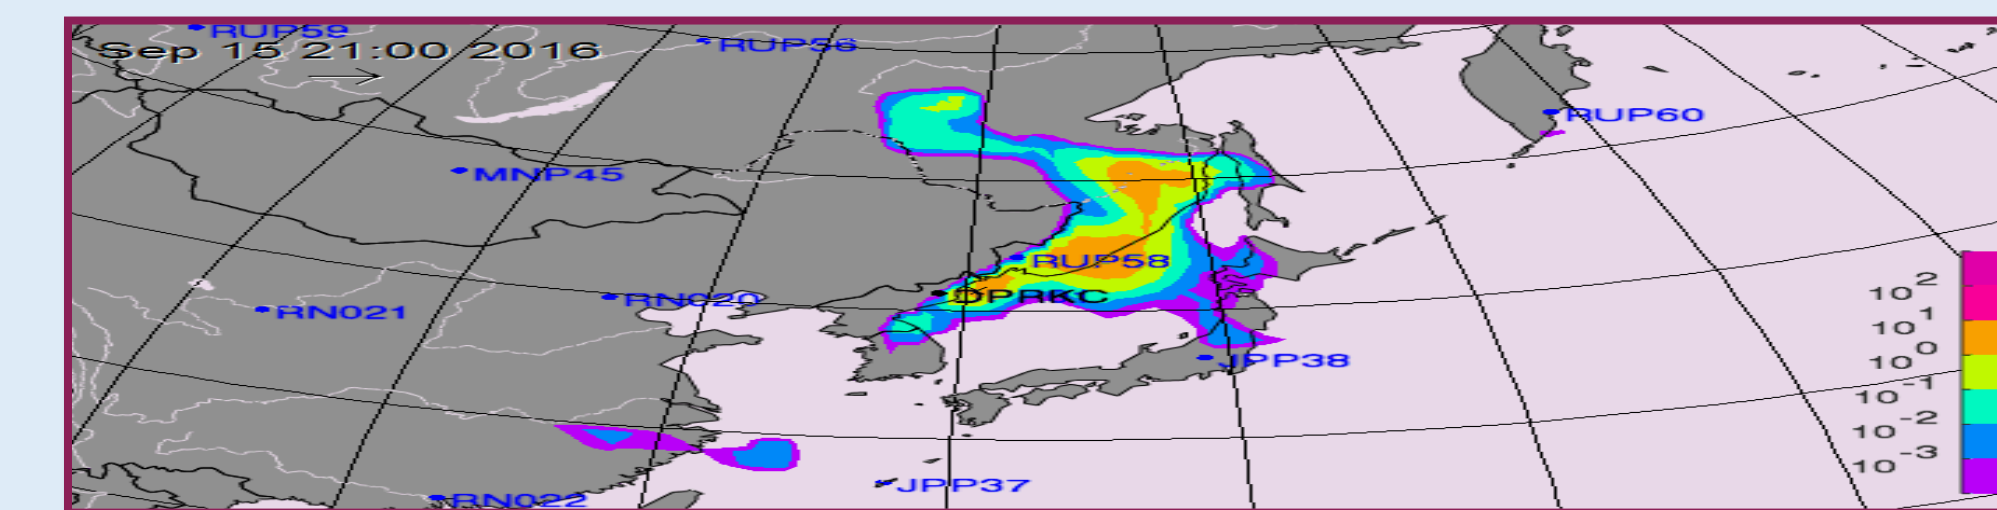 RUP59
RUP56
Sep 15 21:00 2016
RUP60
MNP45
RUP58
DPRKC
RN020
RN021
JPP38
JPP37
RN022
10^2
10^1
10^0
10^-1
10^-2
10^-3